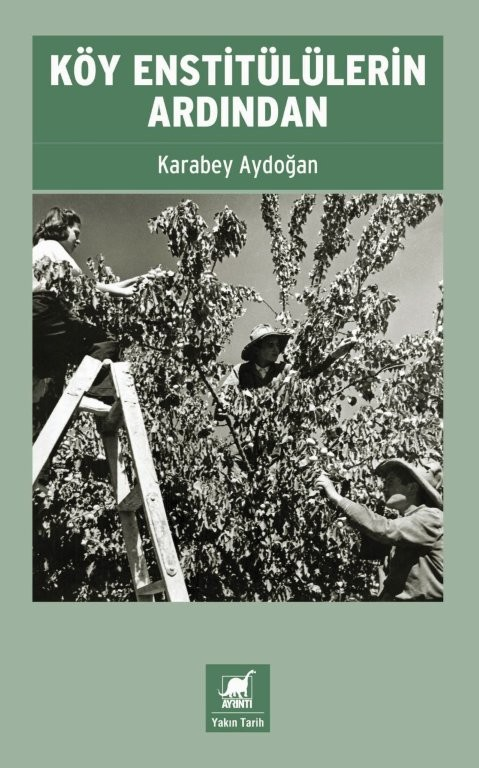 KÖY ENSTİTÜLÜLERİN
ARDINDAN
Karabey Aydoğan
AYRINTI
Yakın Tarih